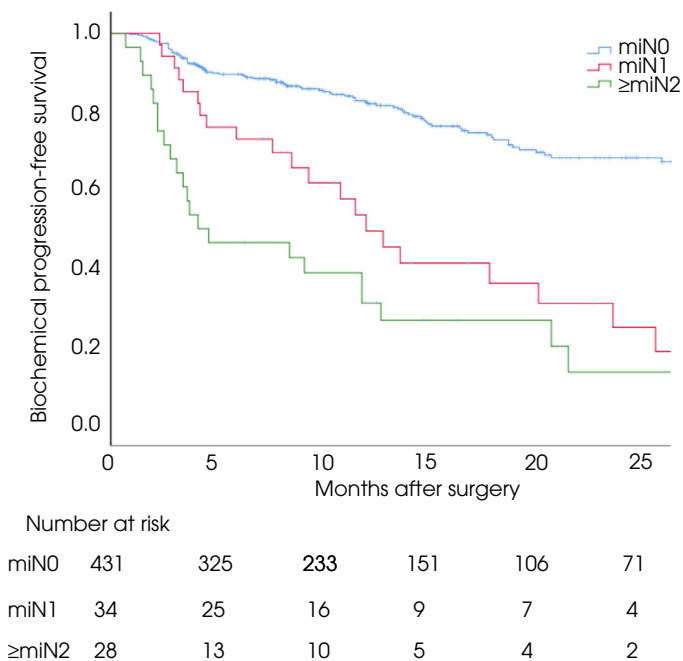 Biochemical progression-free survival
1.0
0.8
0.6
0.4
0.2
0.0
miN0
miN1
≥miN2
0 5 10 15 20 25
Months after surgery
Number at risk
miN0 431 325 233 151 106 71
miN1 34 25 16 9 7 4
≥miN2 28 13 10 5 4 2